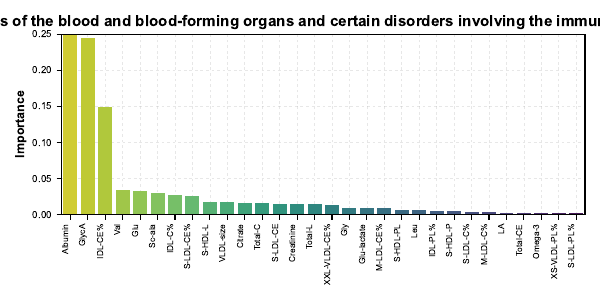 s of the blood and blood-forming organs and certain disorders involving the immu
0.25
0.20
0.15
0.10
0.05
0.00
Importance
Albumin
GlycA
IDL-CE%
Val
Glu
Sc-ala
IDL-C%
S-LDL-CE%
S-HDL-L
VLDL-size
Citrate
Total-C
S-LDL-CE
Creatinine
Total-L
XXL-VLDL-CE%
Gly
Glu-lactate
M-LDL-CE%
S-HDL-PL
Leu
IDL-PL%
S-HDL-P
S-LDL-C%
M-LDL-C%
LA
Total-CE
Omega-3
XS-VLDL-PL%
S-LDL-PL%